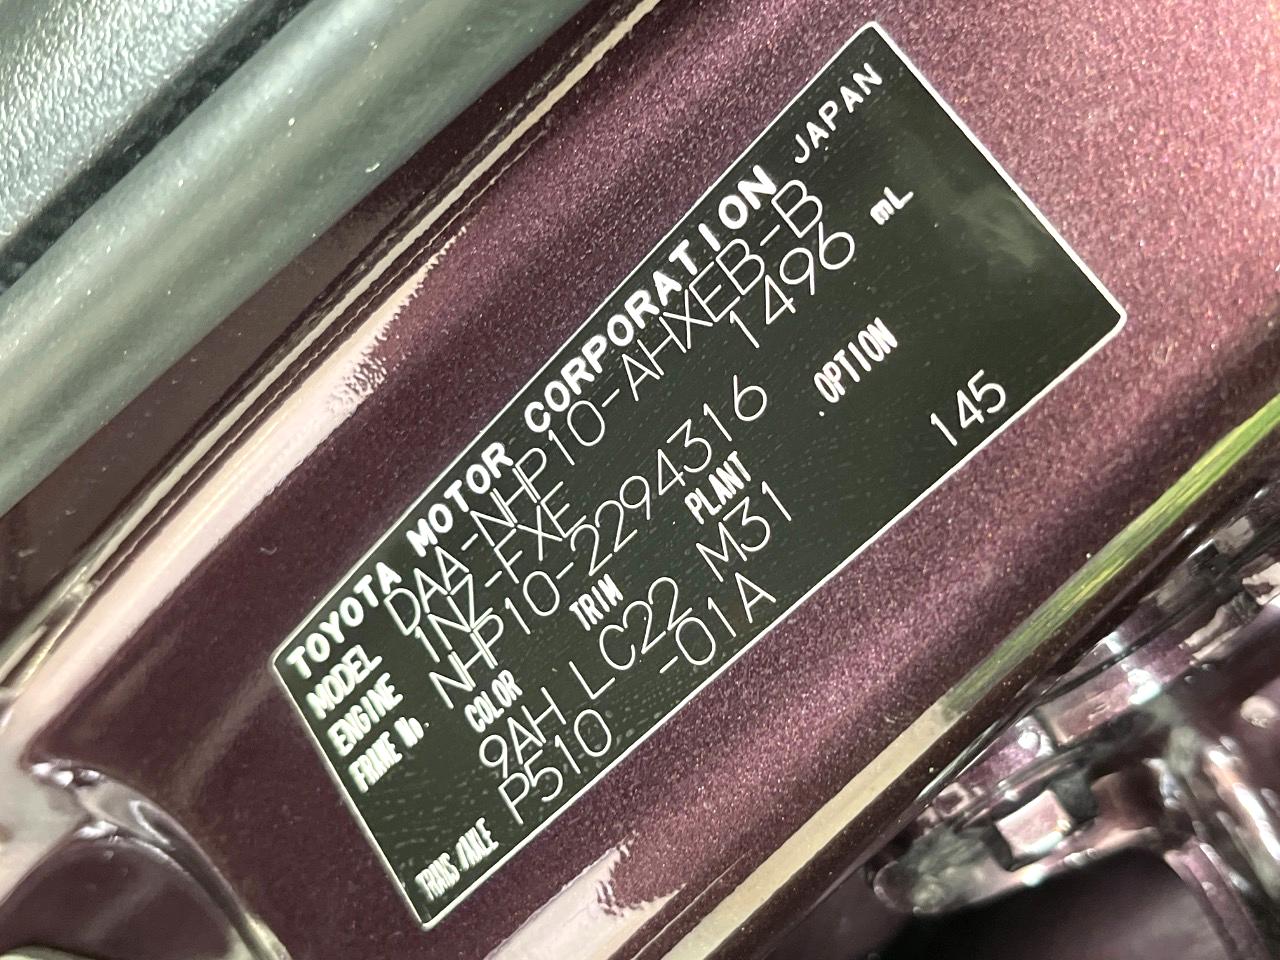 TOYOTA MOTOR CORPORATION JAPAN
MODEL DAA-NHP10-AHXEB-B
ENGINE 1NZ-FXE 1496 mL
FRAME No. NHP10-2294316
COLOR TRIM PLANT OPTION
9AH LC22 M31 145
TRANS/AXLE P510 -01A